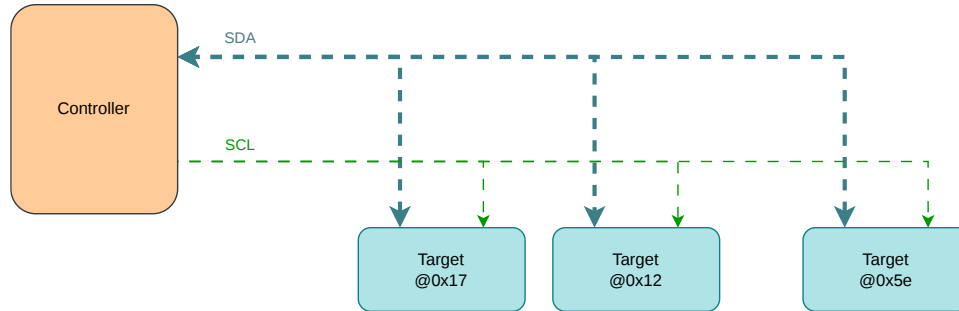 SDA
Controller
SCL
Target
@0x17
Target
@0x12
Target
@0x5e